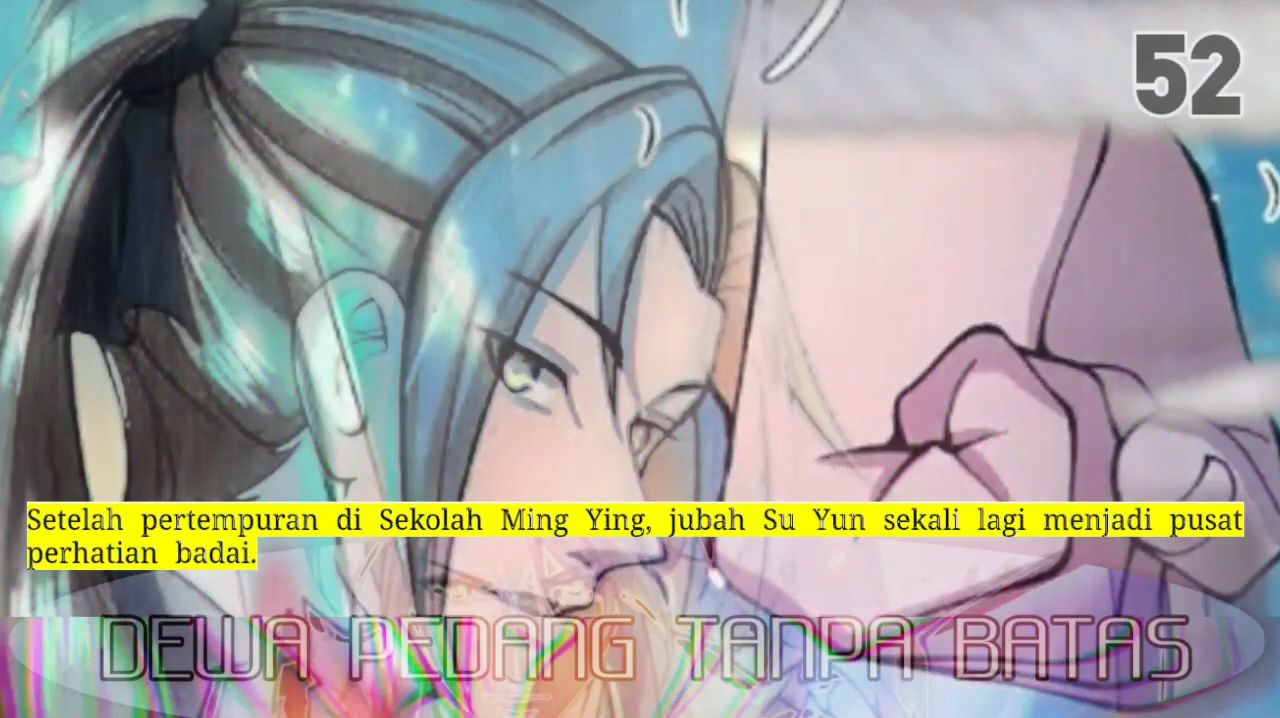 52
Setelah pertempuran di Sekolah Ming Ying, jubah Su Yun sekali lagi menjadi pusat
perhatian badai.
DEWA PEDANG TANPA BATAS